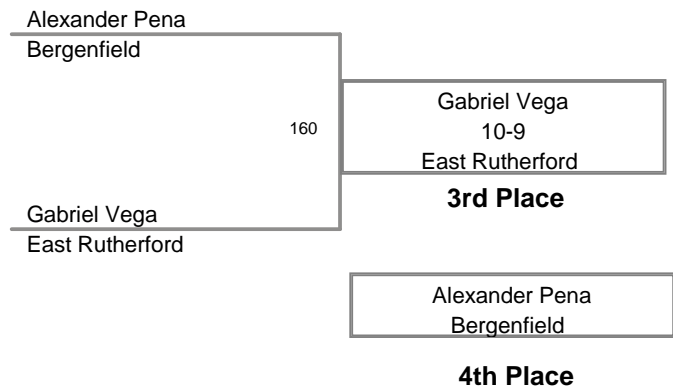 Alexander Pena
Bergenfield
160
Gabriel Vega
10-9
East Rutherford
3rd Place
Gabriel Vega
East Rutherford
Alexander Pena
Bergenfield
4th Place